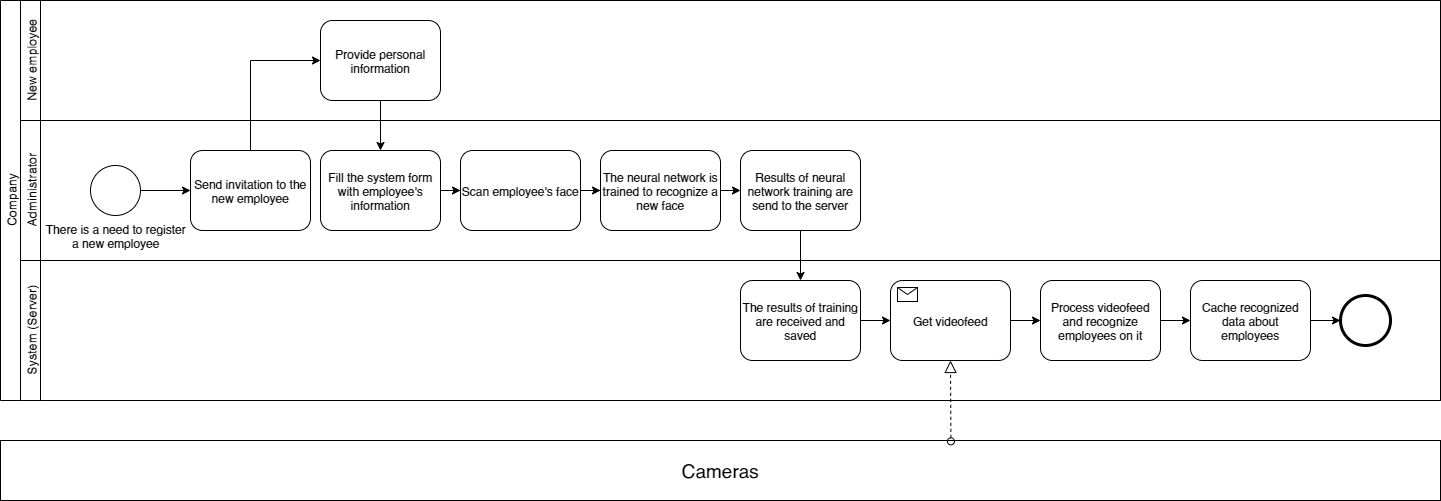 Company
New employee
Provide personal
information
Administrator
There is a need to register
a new employee
Send invitation to the
new employee
Fill the system form
with employee's
information
Scan employee's face
The neural network is
trained to recognize a
new face
Results of neural
network training are
send to the server
System (Server)
The results of training
are received and
saved
Get videofeed
Process videofeed
and recognize
employees on it
Cache recognized
data about
employees
Cameras